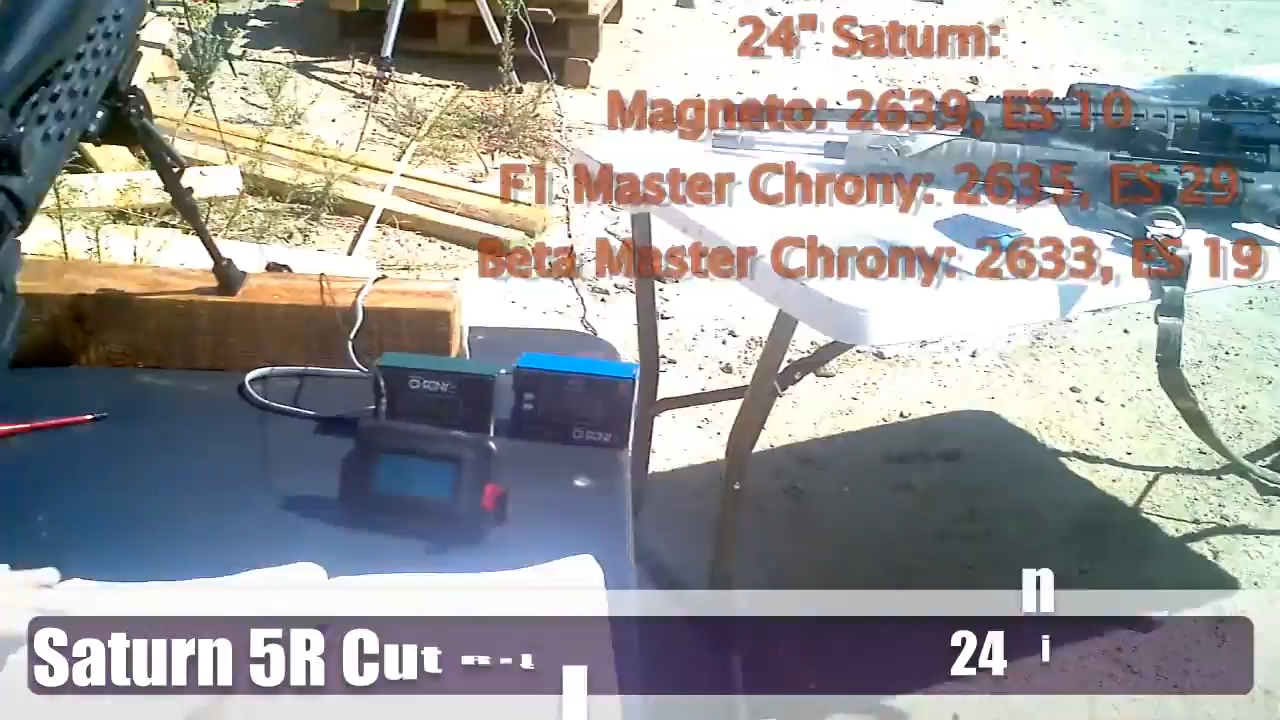 24" Saturn:
Magneto: 2639, ES 10
F1 Master Chrony: 2635, ES 29
Beta Master Chrony: 2633, ES 19
Saturn 5R Cut
24 i n